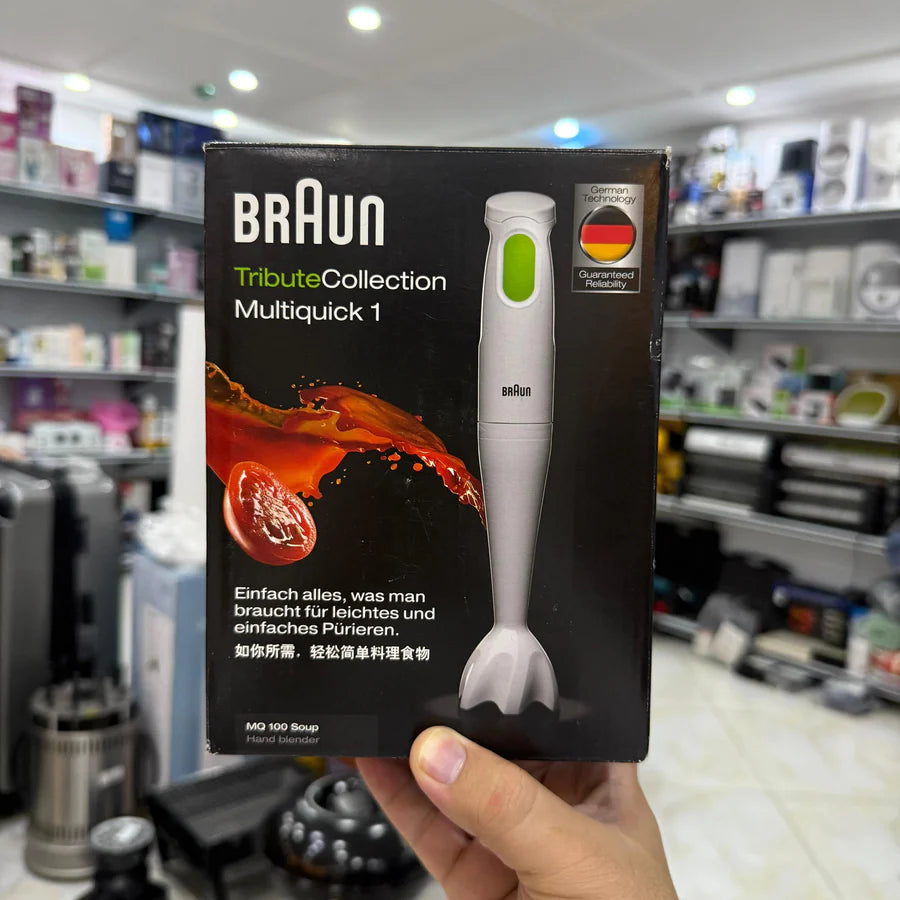 BRAUN
TributeCollection
Multiquick 1
German
Technology
Guaranteed
Reliability
BRAUN
Einfach alles, was man
braucht für leichtes und
einfaches Pürieren.
如你所需，轻松简单料理食物
MQ 100 Soup
Hand blender